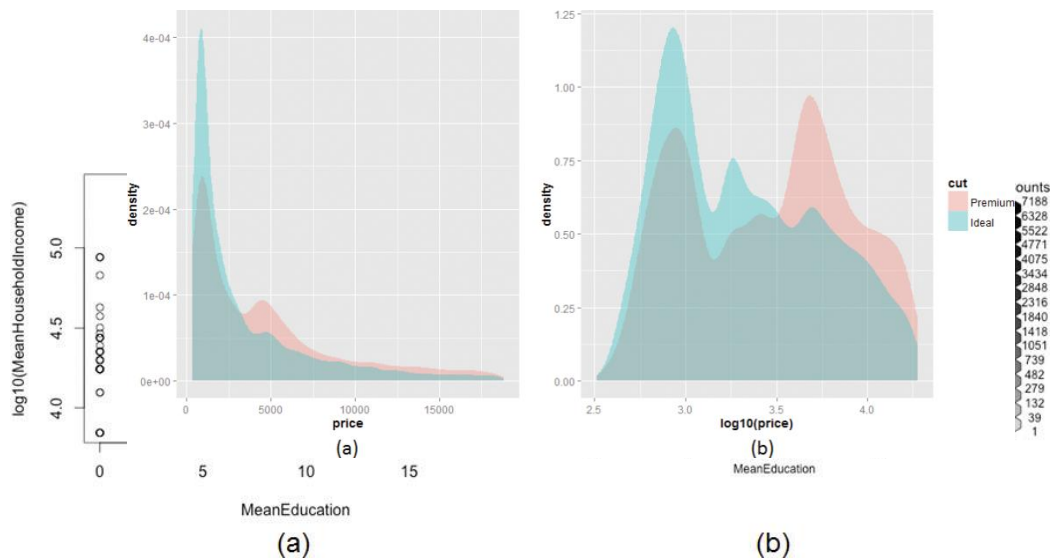 4e-04
3e-04
2e-04
1e-04
0e+00
density
0 5000 10000 15000
price
(a)
1.25
1.00
0.75
0.50
0.25
0.00
density
2.5 3.0 3.5 4.0
log10(price)
(b)
cut
Premium
Ideal
ounts
7188
6328
5522
4771
4075
3434
2848
2316
1840
1418
1051
739
482
279
132
39
1
log10(MeanHouseholdIncome)
5.0
4.5
4.0
0 5 10 15
MeanEducation
MeanEducation
(a) (b)